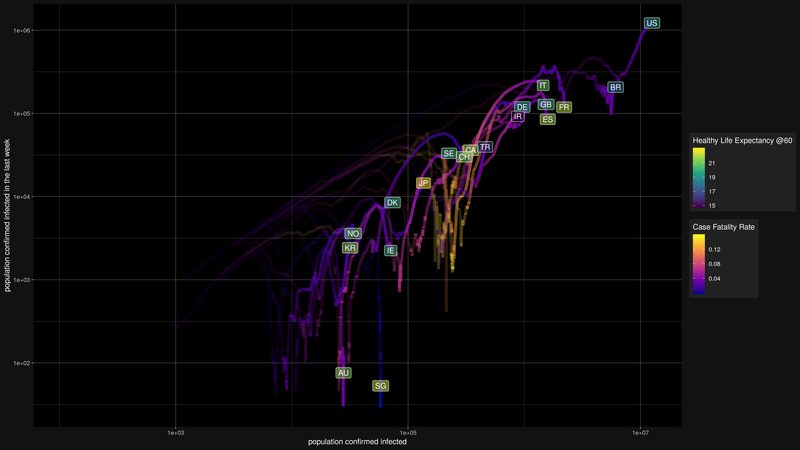 1e+06
1e+05
1e+04
1e+03
1e+02
population confirmed infected in the last week
US
BR
IT
DE
GB
FR
IR
ES
SE
CA
TR
CH
JP
DK
NO
KR
IE
AU
SG
1e+03
1e+05
1e+07
population confirmed infected
Healthy Life Expectancy @60
21
19
17
15
Case Fatality Rate
0.12
0.08
0.04